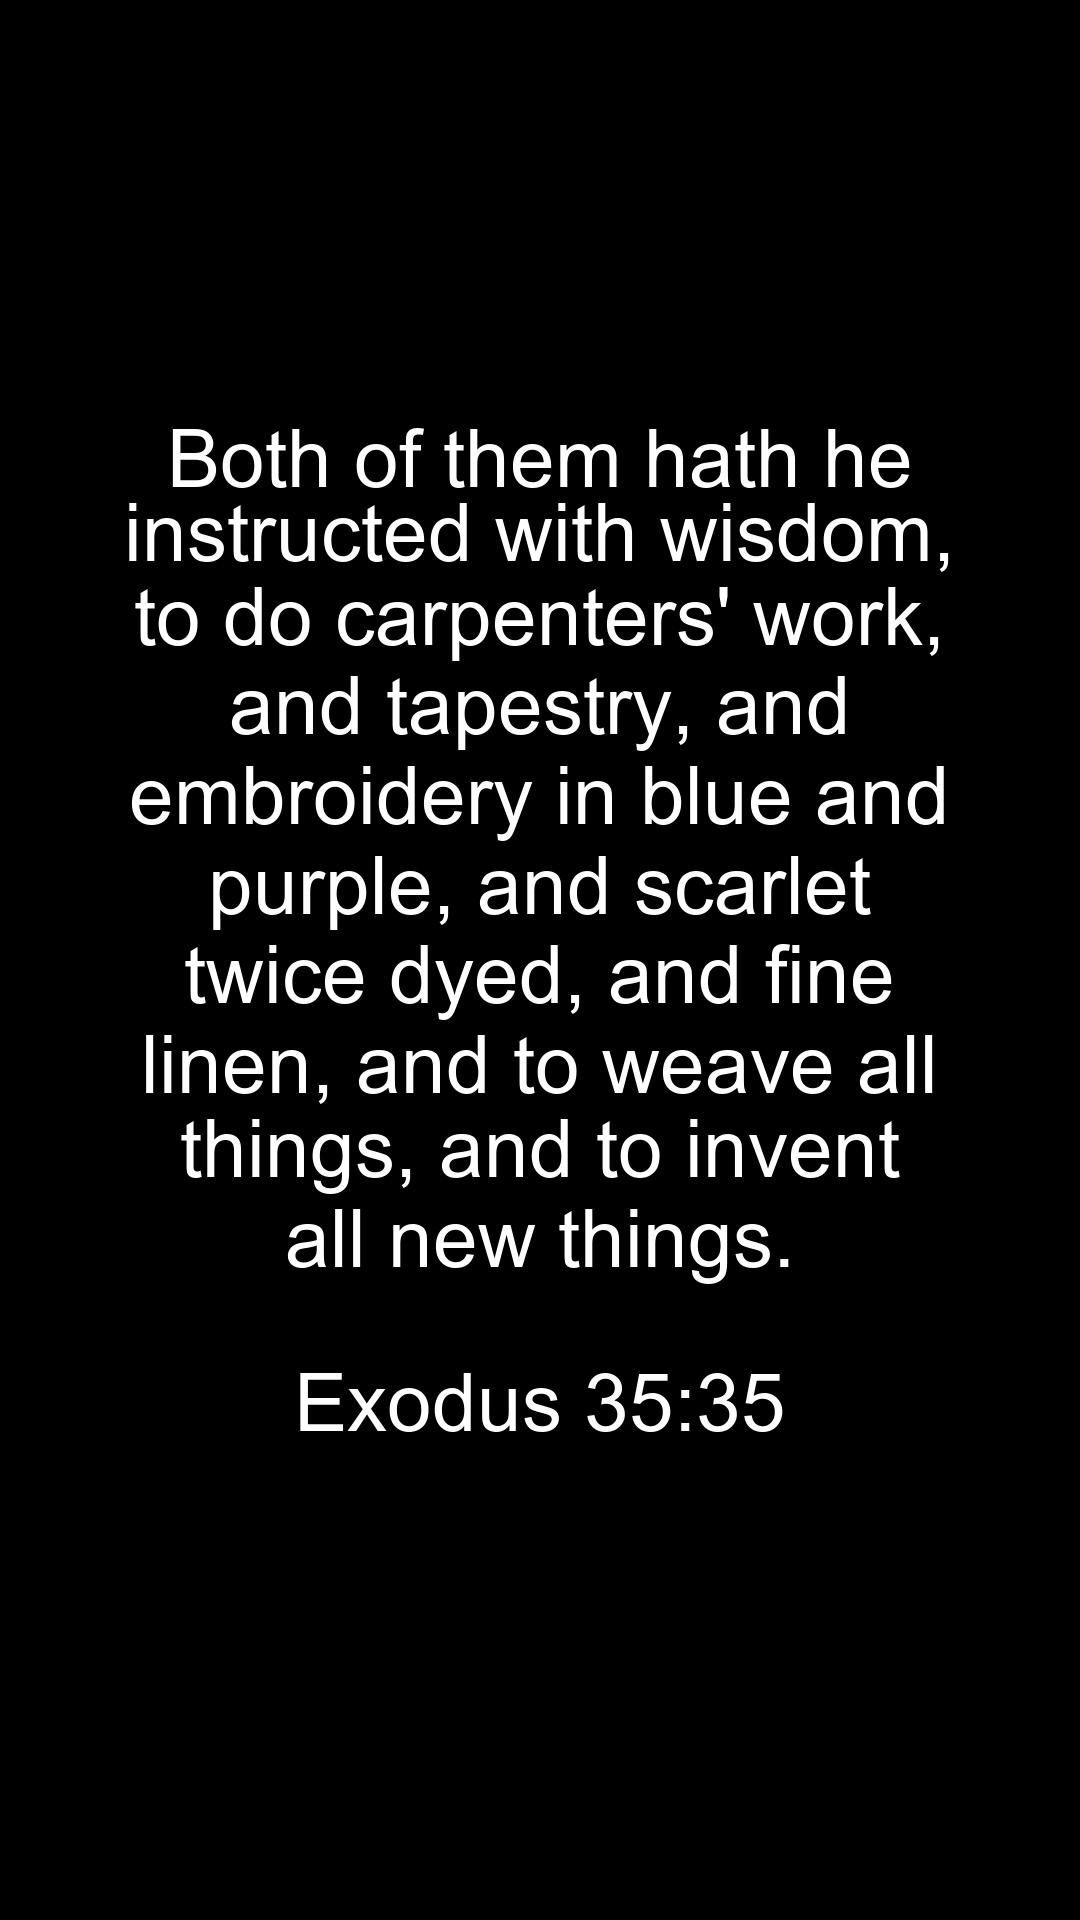 Both of them hath he
instructed with wisdom,
to do carpenters' work,
and tapestry, and
embroidery in blue and
purple, and scarlet
twice dyed, and fine
linen, and to weave all
things, and to invent
all new things.
Exodus 35:35